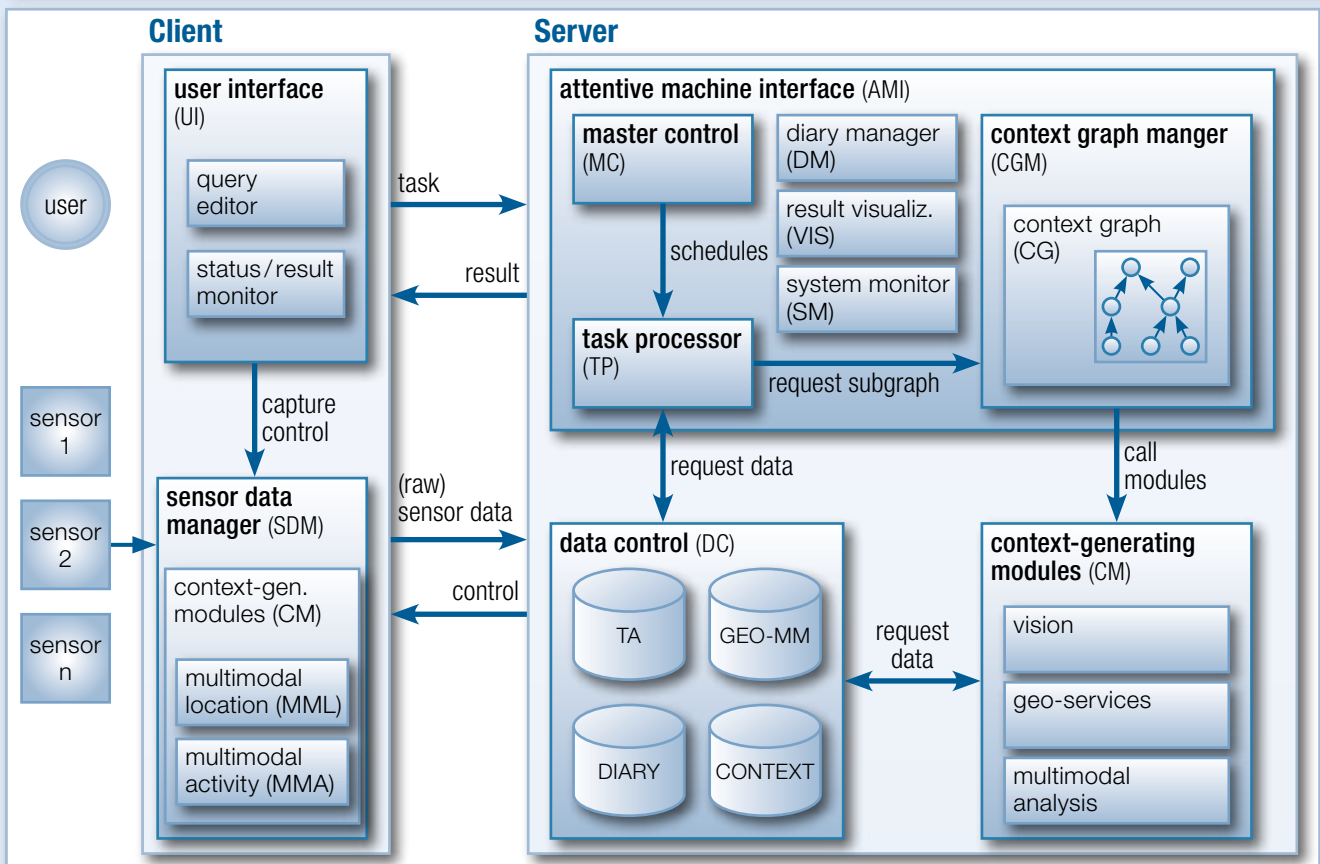 Client
Server
user interface
(UI)
query
editor
status/result
monitor
user
task
result
capture
control
sensor
1
sensor
2
sensor
n
sensor data
manager (SDM)
context-gen.
modules (CM)
multimodal
location (MML)
multimodal
activity (MMA)
(raw)
sensor data
control
attentive machine interface (AMI)
master control
(MC)
schedules
task processor
(TP)
diary manager
(DM)
result visualiz.
(VIS)
system monitor
(SM)
request subgraph
context graph manger
(CGM)
context graph
(CG)
request data
call
modules
data control (DC)
TA
GEO-MM
DIARY
CONTEXT
request
data
context-generating
modules (CM)
vision
geo-services
multimodal
analysis